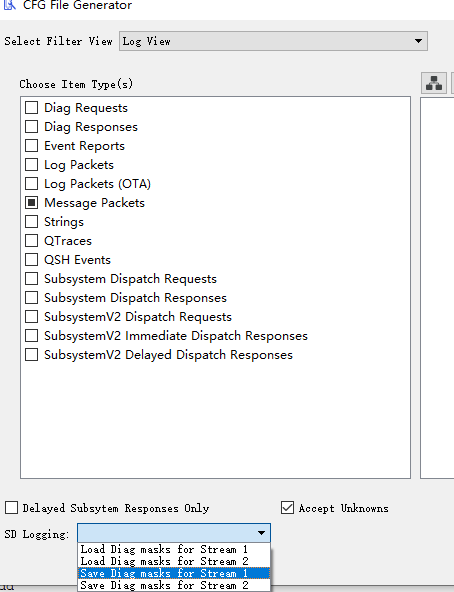 CFG File Generator
Select Filter View Log View
Choose Item Type(s)
Diag Requests
Diag Responses
Event Reports
Log Packets
Log Packets (OTA)
Message Packets
Strings
QTraces
QSH Events
Subsystem Dispatch Requests
Subsystem Dispatch Responses
SubsystemV2 Dispatch Requests
SubsystemV2 Immediate Dispatch Responses
SubsystemV2 Delayed Dispatch Responses
Delayed Subsytem Responses Only Accept Unknowns
SD Logging:
Load Diag masks for Stream 1
Load Diag masks for Stream 2
Save Diag masks for Stream 1
Save Diag masks for Stream 2